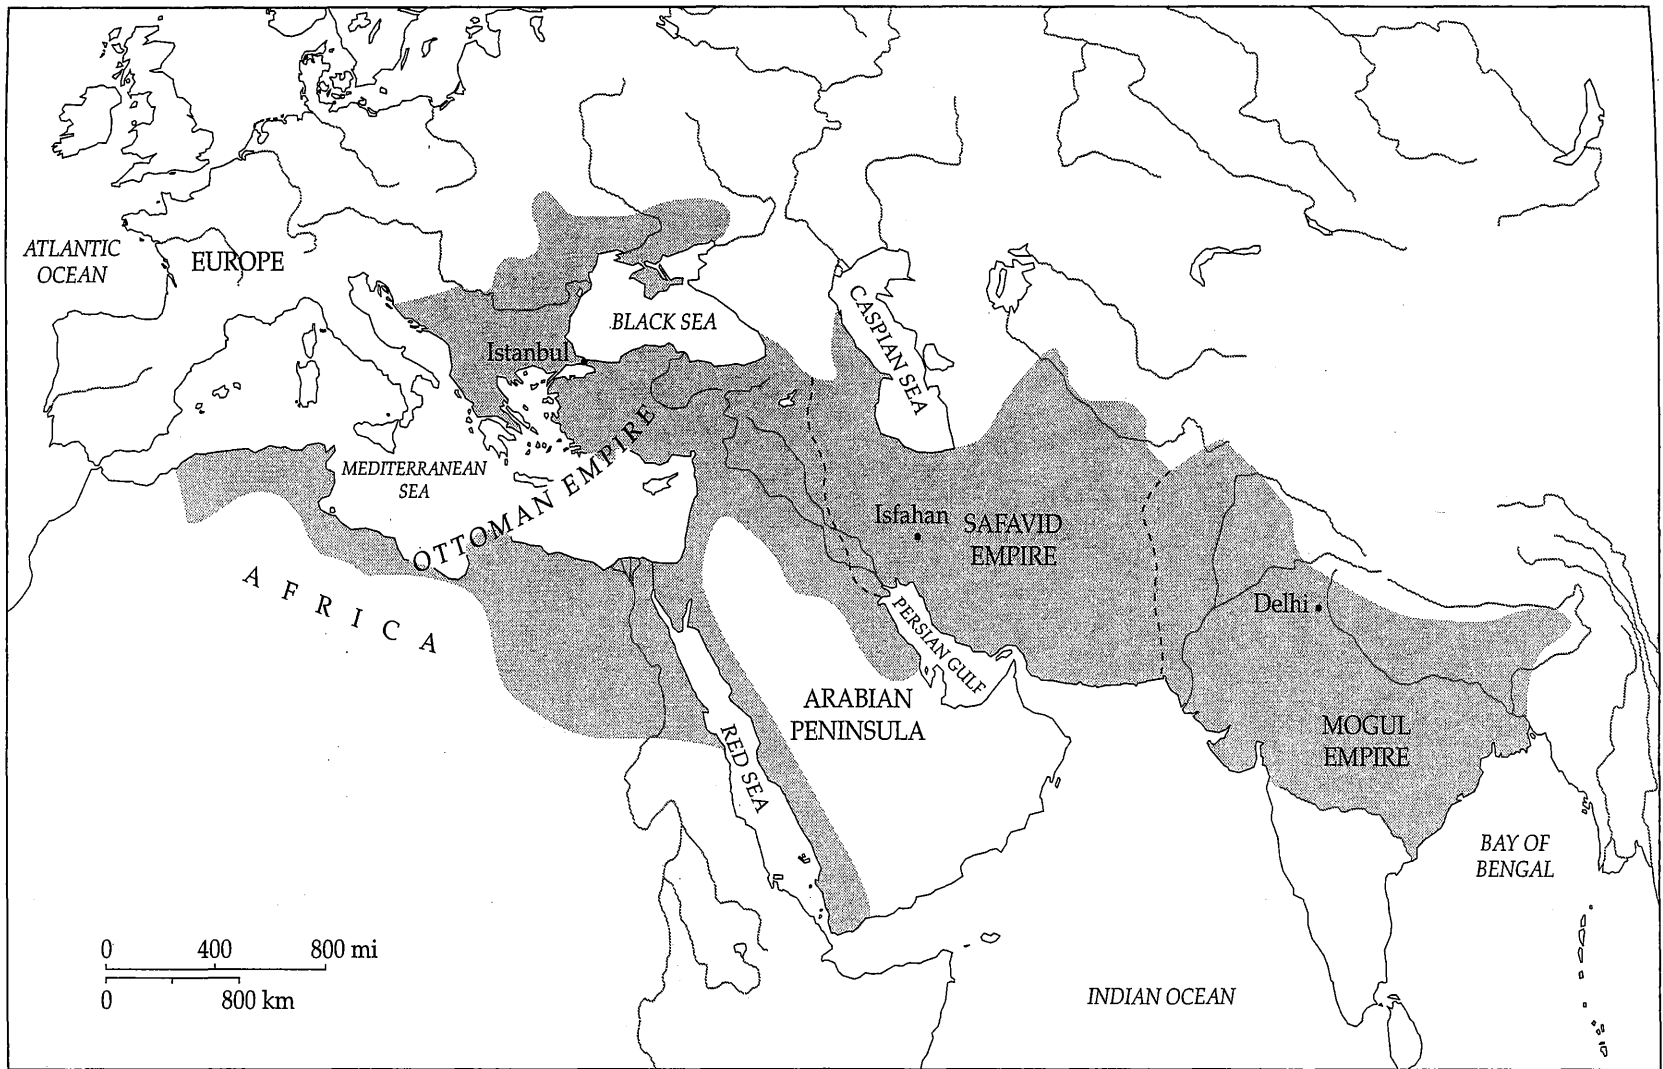 ATLANTIC
OCEAN
EUROPE
BLACK SEA
CASPIAN SEA
Istanbul
MEDITERRANEAN
SEA
OTTOMAN EMPIRE
Isfahan
SAFAVID
EMPIRE
AFRICA
PERSIAN GULF
Delhi
ARABIAN
PENINSULA
RED SEA
MOGUL
EMPIRE
BAY OF
BENGAL
0 400 800 mi
0 800 km
INDIAN OCEAN